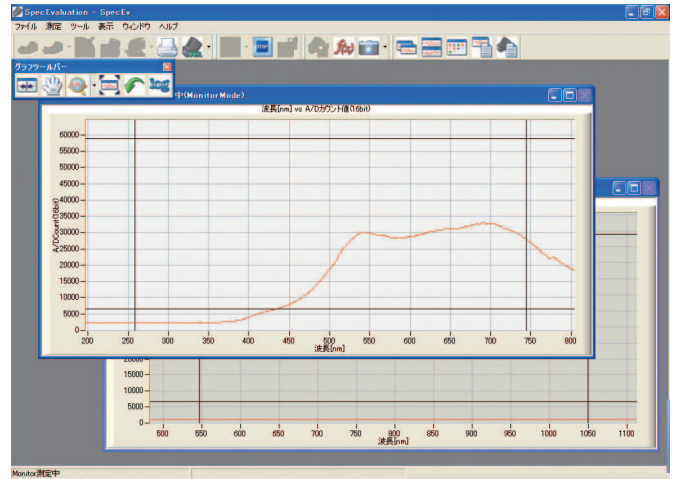 SpecEvaluation - SpecEv
ファイル 測定 ツール 表示 ウィンドウ ヘルプ
STOP
f(x)
グラフツールバー
log
中(MonitorMode)
波長[nm] vs A/Dカウント値(16bit)
A/DCount(16bit)
60000
55000
50000
45000
40000
35000
30000
25000
20000
15000
10000
5000
0
200 250 300 350 400 450 500 550 600 650 700 750 800
波長[nm]
20000
15000
10000
5000
0
500 550 600 650 700 750 800 850 900 950 1000 1050 1100
波長[nm]
Monitor測定中